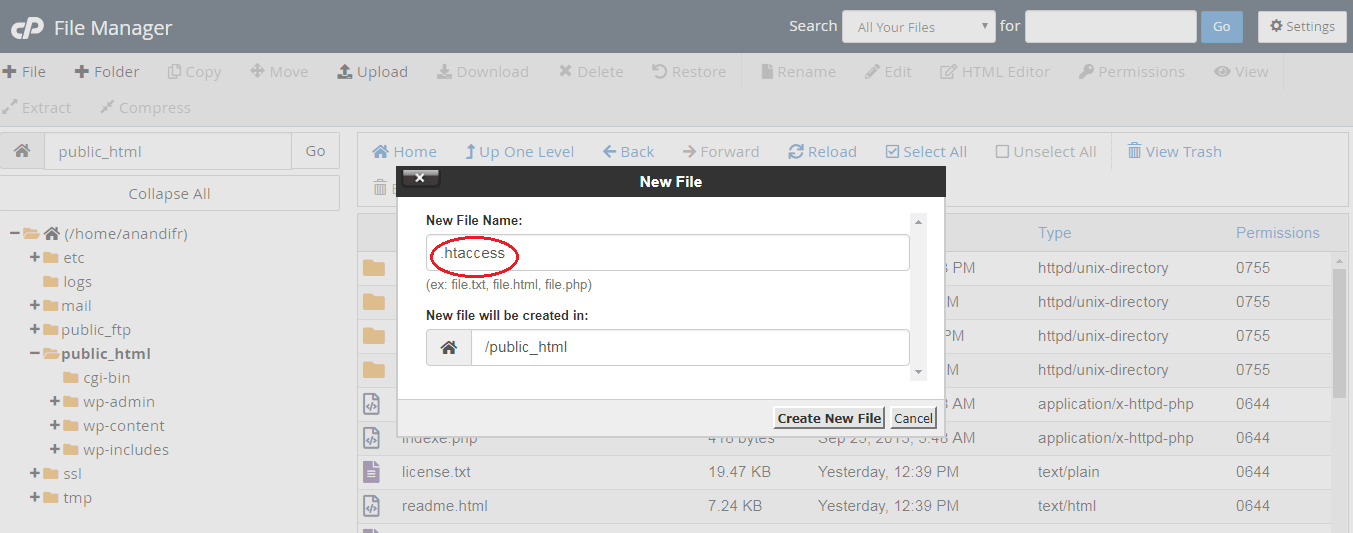 cP File Manager Search All Your Files for Go Settings
File Folder Copy Move Upload Download Delete Restore Rename Edit HTML Editor Permissions View
Extract Compress
public_html Go
Collapse All
(/home/anandifr)
etc
logs
mail
public_ftp
public_html
cgi-bin
wp-admin
wp-content
wp-includes
ssl
tmp
Home Up One Level Back Forward Reload Select All Unselect All View Trash
New File
New File Name:
.htaccess
(ex: file.txt, file.html, file.php)
New file will be created in:
/public_html
Create New File Cancel
Type Permissions
PM httpd/unix-directory 0755
PM httpd/unix-directory 0755
PM httpd/unix-directory 0755
httpd/unix-directory 0755
AM application/x-httpd-php 0644
indexe.php 418 bytes Sep 25, 2013, 5:48 AM application/x-httpd-php 0644
license.txt 19.47 KB Yesterday, 12:39 PM text/plain 0644
readme.html 7.24 KB Yesterday, 12:39 PM text/html 0644